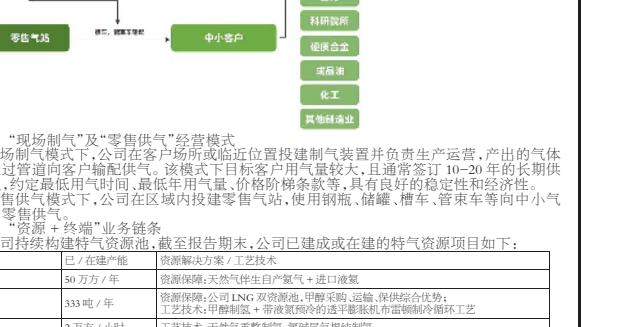 科研院所
零售气站
中小客户
硬质合金
成品油
化工
其他制造业
“现场制气”及“零售供气”经营模式
场制气模式下，公司在客户场所或临近位置投建制气装置并负责生产运营，产出的气体
过管道向客户输配供气。该模式下目标客户用气量较大，且通常签订 10-20 年的长期供
，约定最低用气时间、最低年用气量、价格阶梯条款等，具有良好的稳定性和经济性。
售供气模式下，公司在区域内投建零售气站，使用钢瓶、储罐、槽车、管束车等向中小气
零售供气。
“资源 + 终端”业务链条
司持续构建特气资源池，截至报告期末，公司已建成或在建的特气资源项目如下：
已 / 在建产能 资源解决方案 / 工艺技术
50 万方 / 年 资源保障：天然气伴生自产氦气 + 进口液氦
333 吨 / 年 资源保障：公司 LNG 双资源池，甲醇采购、运输、保供综合优势；
工艺技术：甲醇制氢 + 带液氮预冷的透平膨胀机布雷顿制冷循环工艺